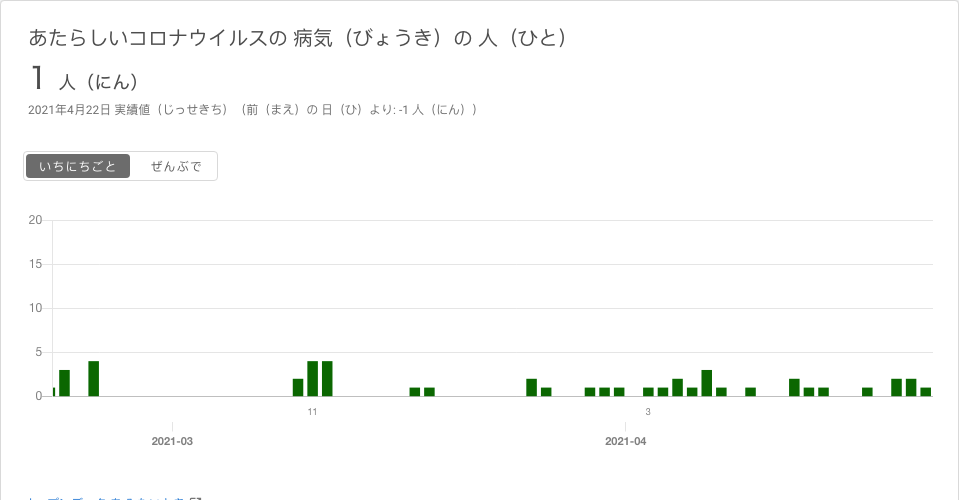 あたらしいコロナウイルスの 病気（びょうき）の 人（ひと）
1 人（にん）
2021年4月22日 実績値（じっせきち）（前（まえ）の 日（ひ）より: -1 人（にん））
いちにちごと ぜんぶで
20
15
10
5
0
11 3
2021-03 2021-04